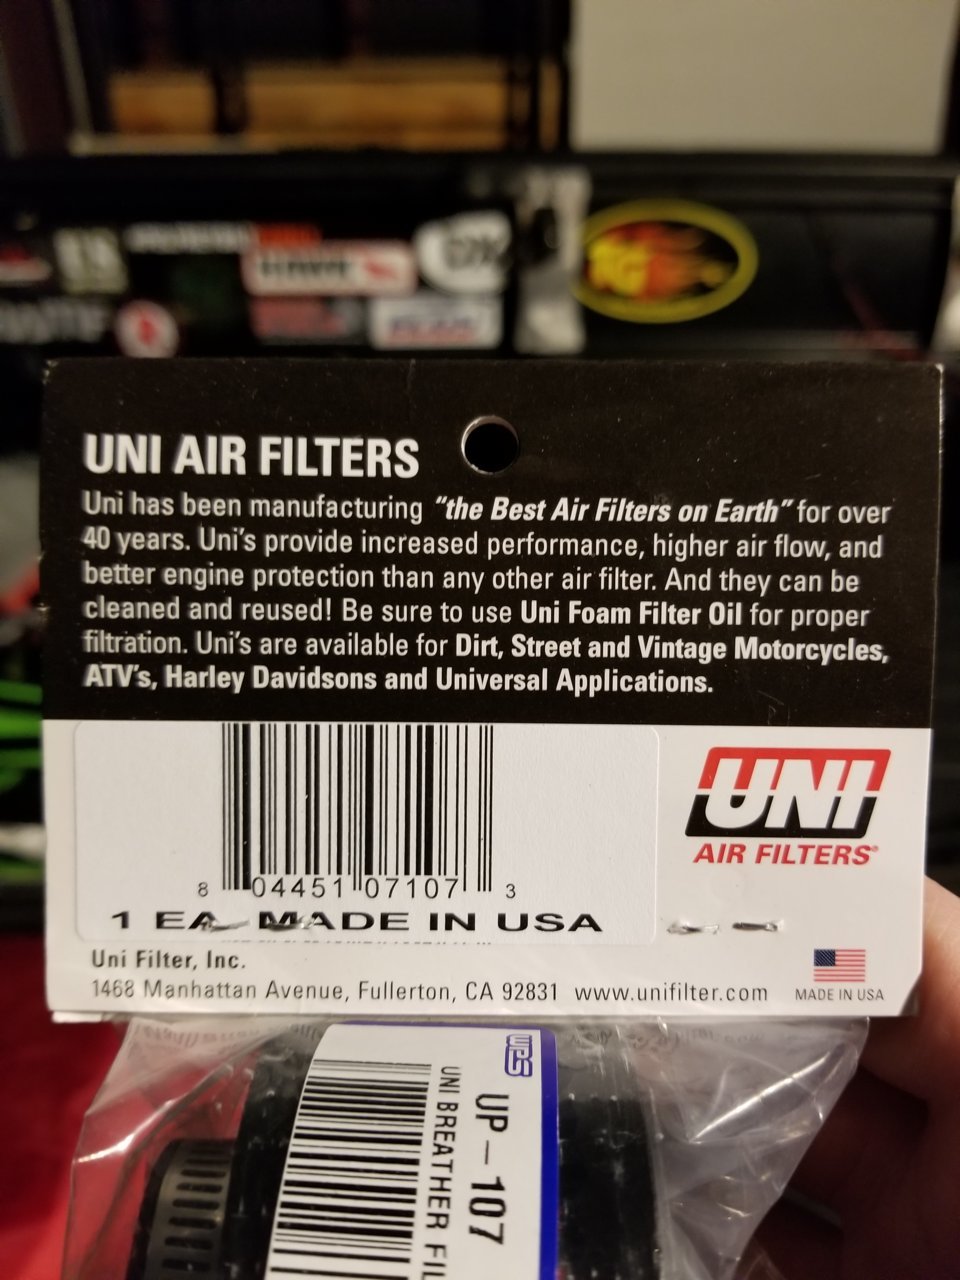 UNI AIR FILTERS
Uni has been manufacturing "the Best Air Filters on Earth" for over
40 years. Uni's provide increased performance, higher air flow, and
better engine protection than any other air filter. And they can be
cleaned and reused! Be sure to use Uni Foam Filter Oil for proper
filtration. Uni's are available for Dirt, Street and Vintage Motorcycles,
ATV's, Harley Davidsons and Universal Applications.
8 04451 07107 3
1 EA MADE IN USA
UNI
AIR FILTERS®
Uni Filter, Inc.
1468 Manhattan Avenue, Fullerton, CA 92831 www.unifilter.com
MADE IN USA
WPS
UP-107
UNI BREATHER FIL